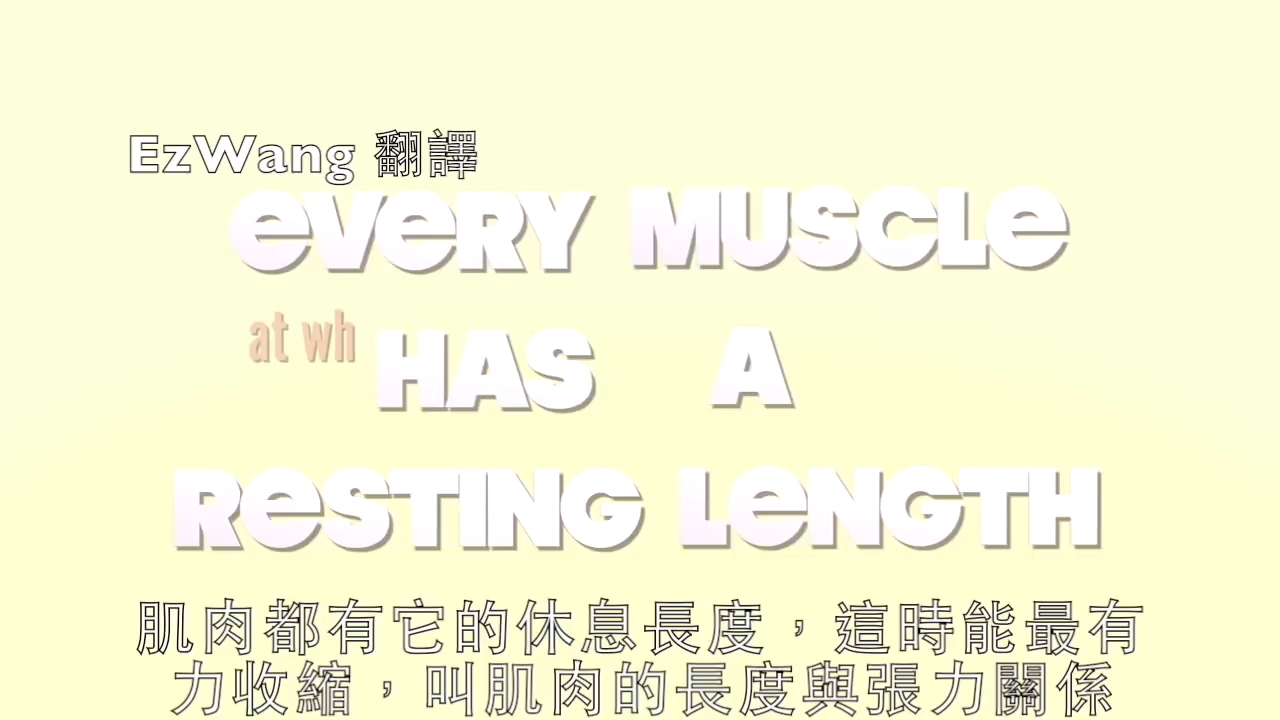 EzWang 翻譯
EVERY MUSCLE
at wh
HAS A
RESTING LENGTH
肌肉都有它的休息長度，這時能最有
力收縮，叫肌肉的長度與張力關係